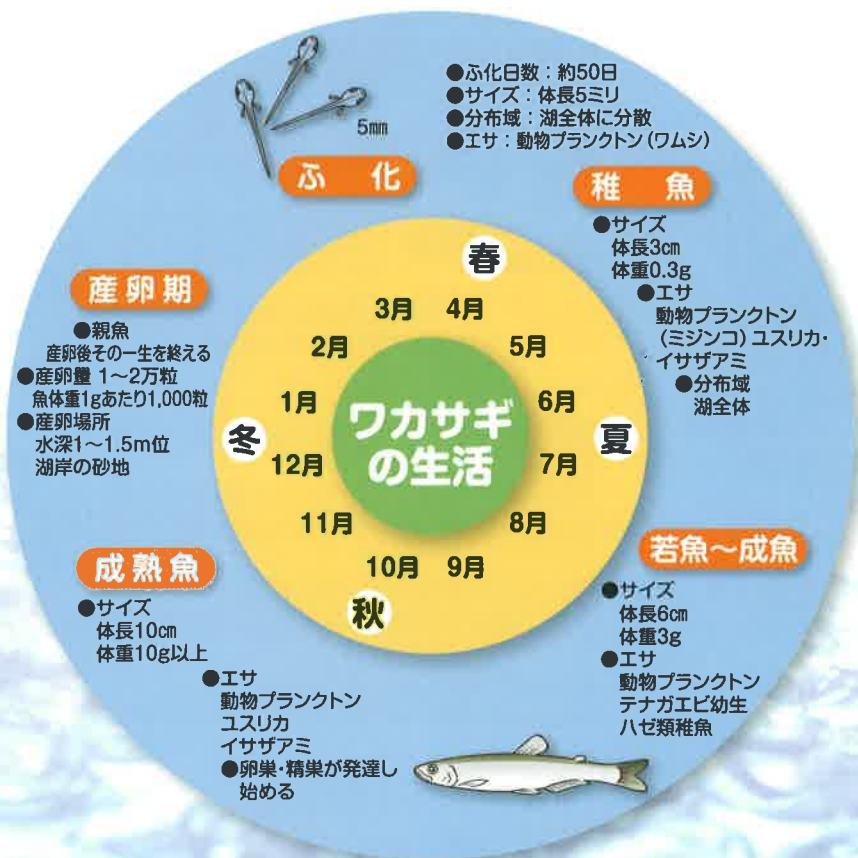 ワカサギ
の生活
春
夏
秋
冬
1月
2月
3月
4月
5月
6月
7月
8月
9月
10月
11月
12月
ふ 化
5㎜
●ふ化日数：約50日
●サイズ：体長5ミリ
●分布域：湖全体に分散
●エサ：動物プランクトン（ワムシ）
稚 魚
●サイズ
体長3㎝
体重0.3g
●エサ
動物プランクトン
（ミジンコ）ユスリカ・
イサザアミ
●分布域
湖全体
若魚〜成魚
●サイズ
体長6㎝
体重3g
●エサ
動物プランクトン
テナガエビ幼生
ハゼ類稚魚
成熟魚
●サイズ
体長10㎝
体重10g以上
●エサ
動物プランクトン
ユスリカ
イサザアミ
●卵巣・精巣が発達し
始める
産卵期
●親魚
産卵後その一生を終える
●産卵量 1〜2万粒
魚体重1gあたり1,000粒
●産卵場所
水深1〜1.5m位
湖岸の砂地